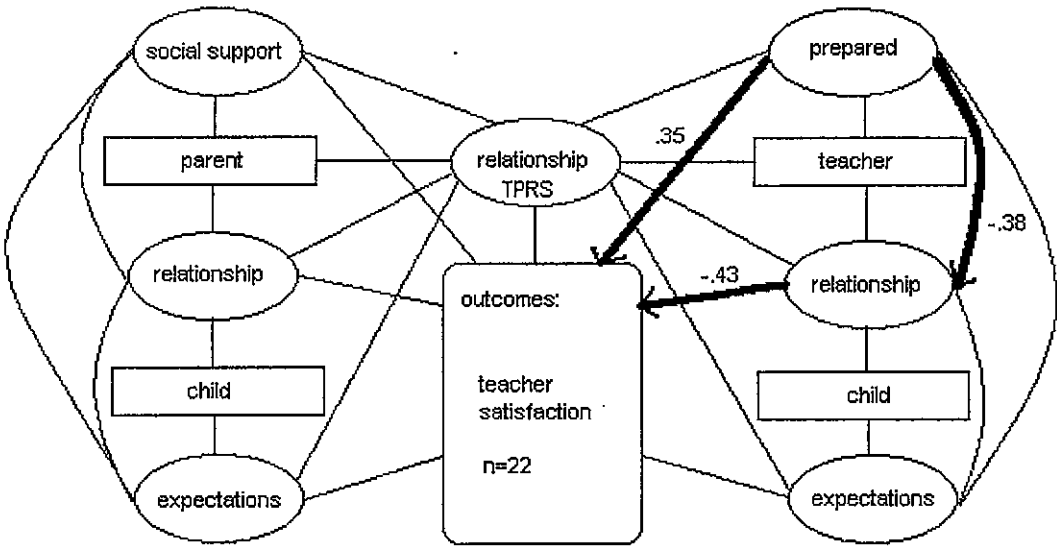 social support
prepared
.35
parent
relationship
TPRS
teacher
-.38
relationship
-.43
relationship
outcomes:
child
teacher
satisfaction
child
n=22
expectations
expectations